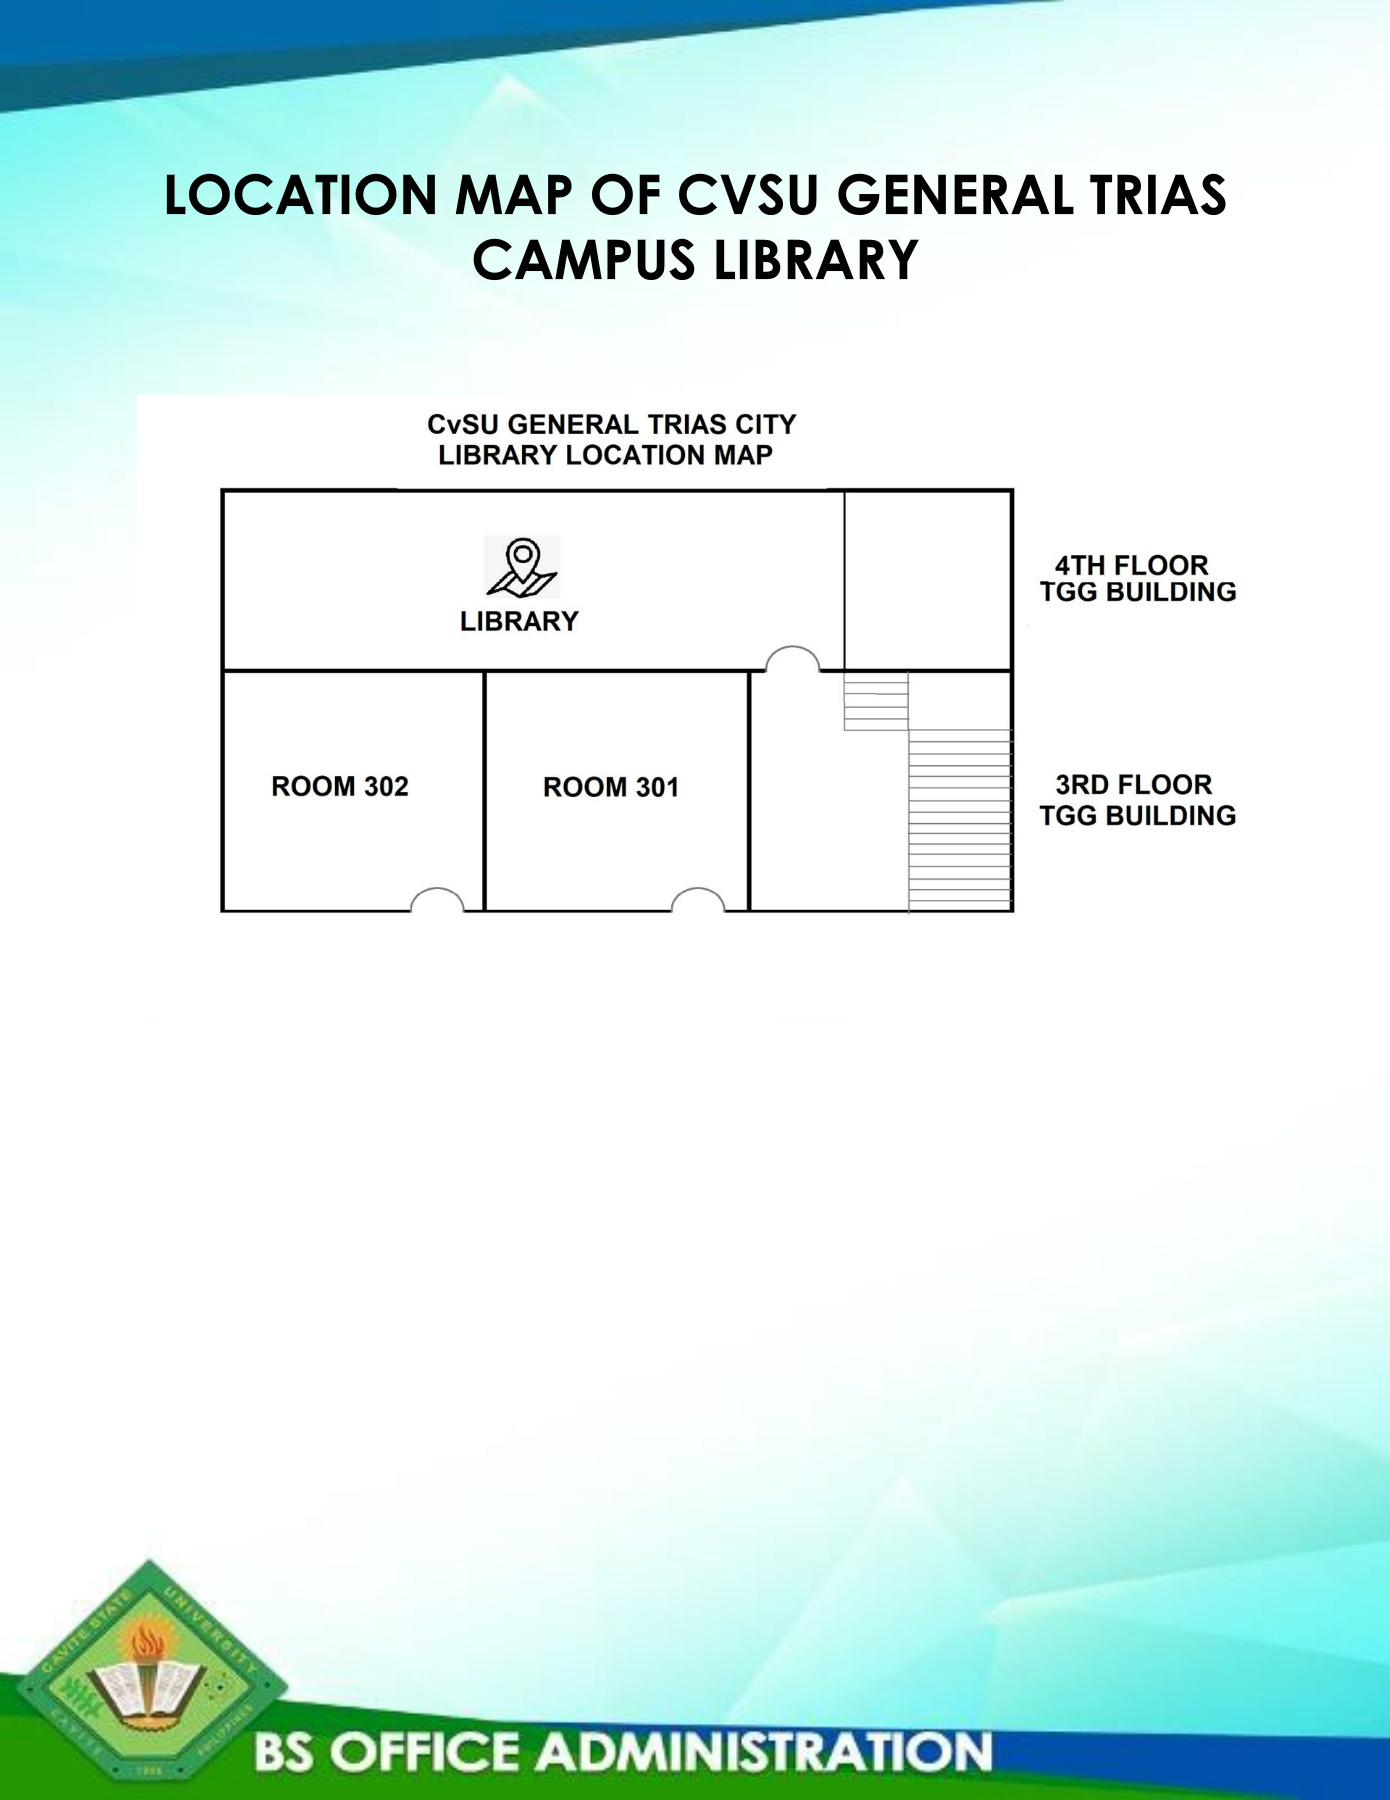 LOCATION MAP OF CVSU GENERAL TRIAS
CAMPUS LIBRARY
CvSU GENERAL TRIAS CITY
LIBRARY LOCATION MAP
LIBRARY
4TH FLOOR
TGG BUILDING
ROOM 302
ROOM 301
3RD FLOOR
TGG BUILDING
CAVITE STATE
UNIVERSITY
CAVITE
PHILIPPINES
BS OFFICE ADMINISTRATION